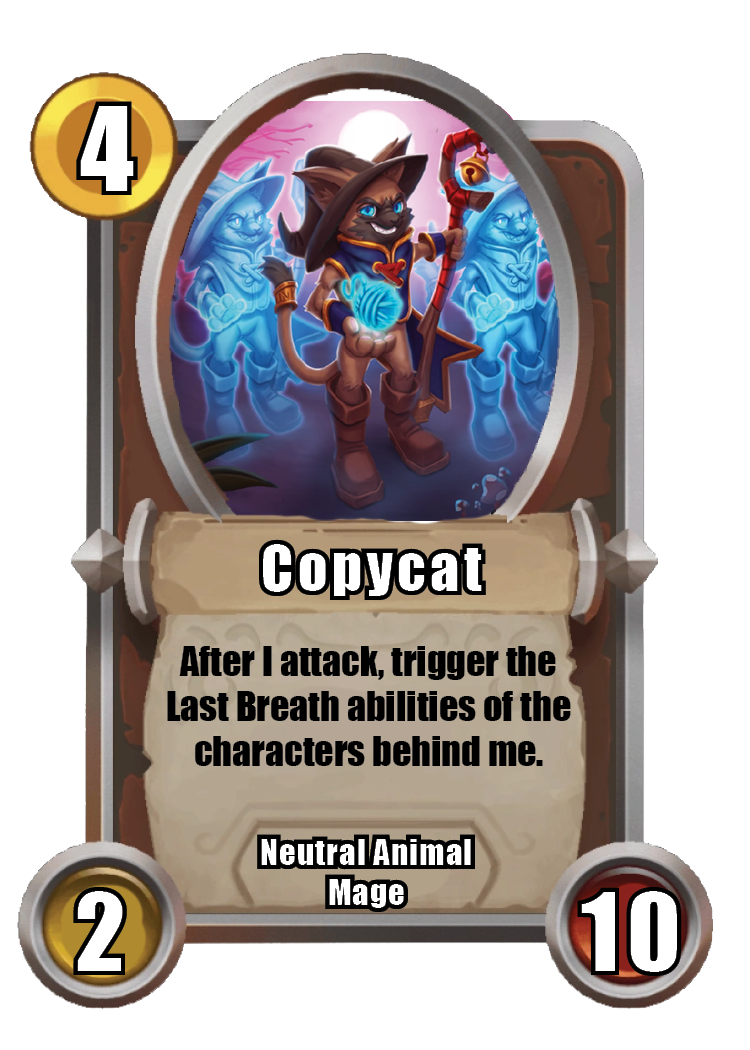 4
Copycat
After I attack, trigger the
Last Breath abilities of the
characters behind me.
Neutral Animal
Mage
2
10